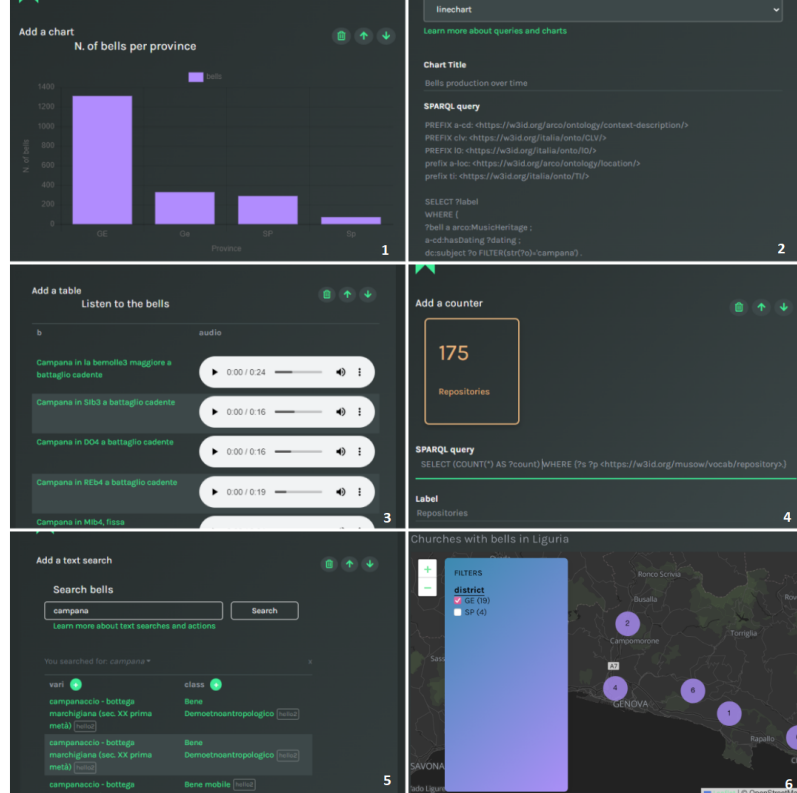 Add a chart
N. of bells per province
bells
1400
1200
1000
800
600
400
200
0
N. of bells
GE
Ge
SP
Sp
Province
1
linechart
Learn more about queries and charts
Chart Title
Bells production over time
SPARQL query
PREFIX a-cd: <https://w3id.org/arco/ontology/context-description/>
PREFIX clv: <https://w3id.org/italia/onto/CLV/>
PREFIX l0: <https://w3id.org/italia/onto/l0/>
prefix a-loc: <https://w3id.org/arco/ontology/location/>
prefix ti: <https://w3id.org/italia/onto/TI/>
SELECT ?label
WHERE {
?bell a arco:MusicHeritage ;
a-cd:hasDating ?dating ;
dc:subject ?o FILTER(str(?o)='campana') .
2
Add a table
Listen to the bells
b
audio
Campana in la bemolle3 maggiore a
battaglio cadente
0:00 / 0:24
Campana in SIb3 a battaglio cadente
0:00 / 0:16
Campana in DO4 a battaglio cadente
0:00 / 0:16
Campana in REb4 a battaglio cadente
0:00 / 0:19
Campana in MIb4, fissa
3
Add a counter
175
Repositories
SPARQL query
SELECT (COUNT(*) AS ?count) WHERE {?s ?p <https://w3id.org/musow/vocab/repository>.}
Label
Repositories
4
Add a text search
Search bells
campana
Search
Learn more about text searches and actions
You searched for: campana
x
vari +
class +
campanaccio - bottega
marchigiana (sec. XX prima
metà) hello2
Bene
Demoetnoantropologico hello2
campanaccio - bottega
marchigiana (sec. XX prima
metà) hello2
Bene
Demoetnoantropologico hello2
campanaccio - bottega
Bene mobile hello2
5
Churches with bells in Liguria
+
−
FILTERS
district
GE (19)
SP (4)
Ronco Scrivia
Busalla
2
Campomorone
Torriglia
A7
4
GENOVA
6
1
Rapallo
SAVONA
6